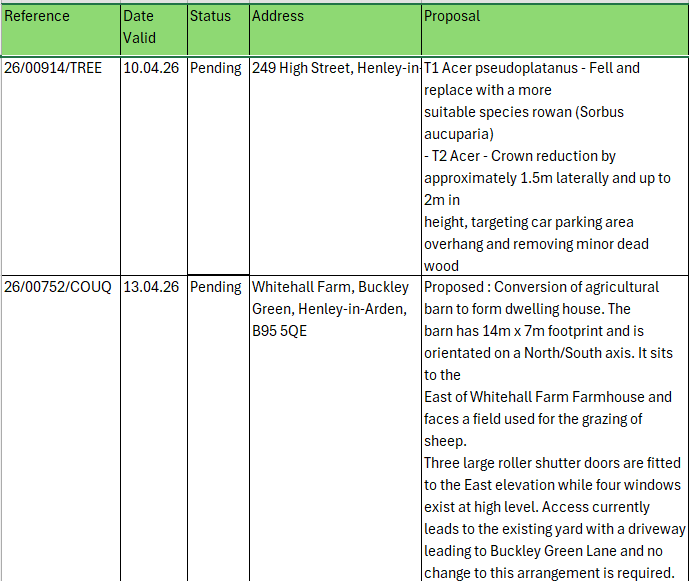 Reference Date Valid Status Address Proposal
26/00914/TREE 10.04.26 Pending 249 High Street, Henley-in- T1 Acer pseudoplatanus - Fell and
replace with a more
suitable species rowan (Sorbus
aucuparia)
- T2 Acer - Crown reduction by
approximately 1.5m laterally and up to
2m in
height, targeting car parking area
overhang and removing minor dead
wood
26/00752/COUQ 13.04.26 Pending Whitehall Farm, Buckley
Green, Henley-in-Arden,
B95 5QE
Proposed : Conversion of agricultural
barn to form dwelling house. The
barn has 14m x 7m footprint and is
orientated on a North/South axis. It sits
to the
East of Whitehall Farm Farmhouse and
faces a field used for the grazing of
sheep.
Three large roller shutter doors are fitted
to the East elevation while four windows
exist at high level. Access currently
leads to the existing yard with a driveway
leading to Buckley Green Lane and no
change to this arrangement is required.